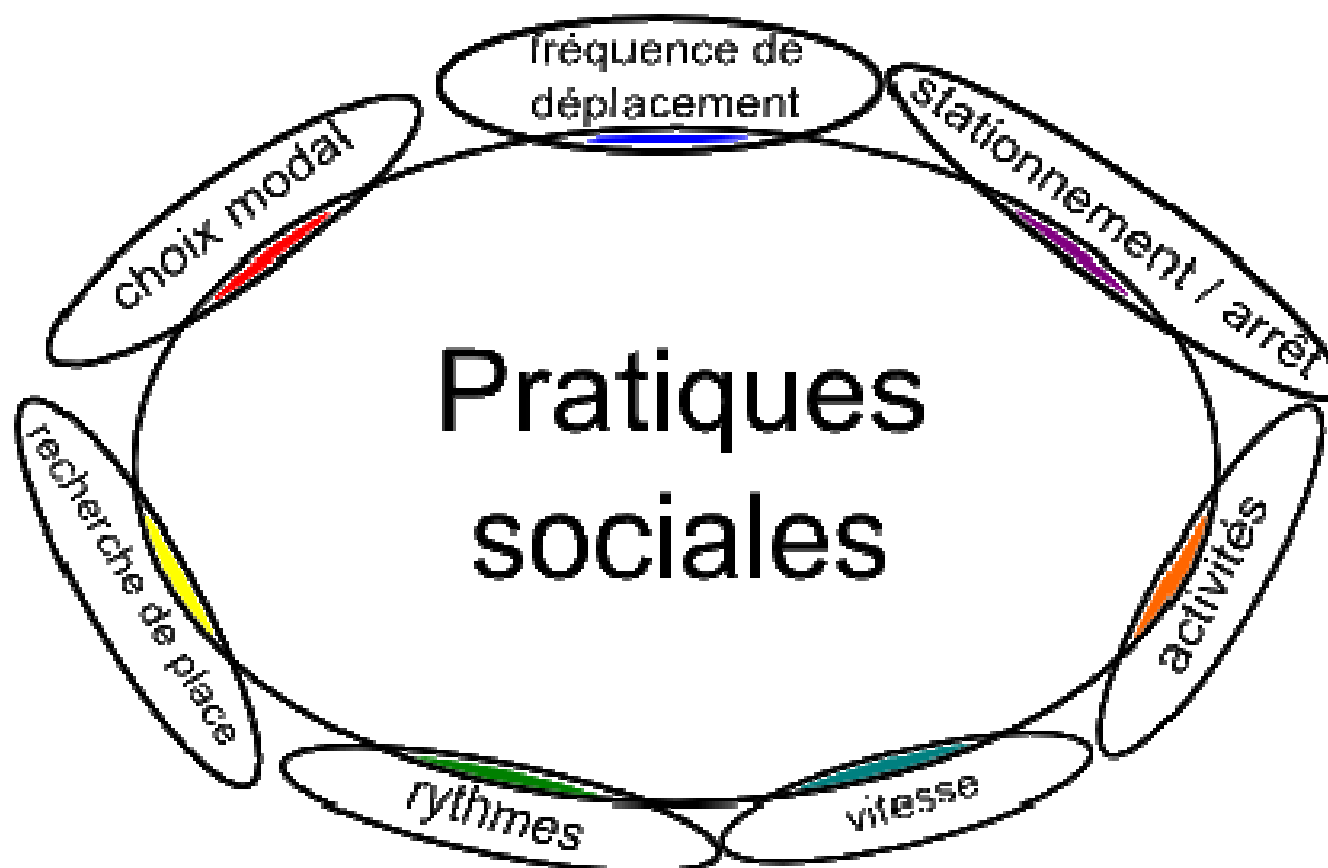 fréquence de
déplacement
stationnement / arrêt
choix modal
Pratiques
sociales
recherche de place
activités
rythmes
vitesse